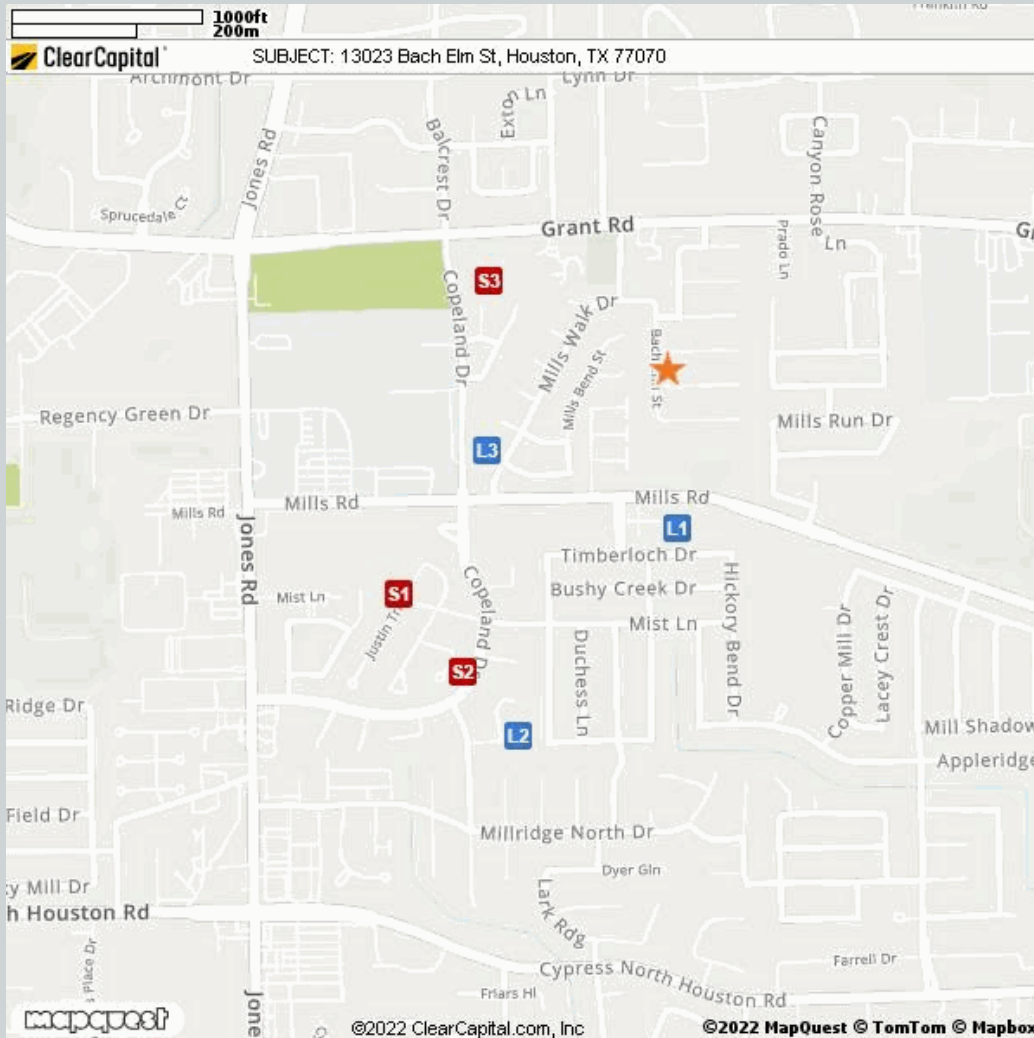 1000ft
200m
ClearCapital
SUBJECT: 13023 Bach Elm St, Houston, TX 77070
Archmont Dr
Lynn Dr
Exton Ln
Balcrest Dr
Jones Rd
Canyon Rose Ln
Sprucedale Ct
Grant Rd
Prado Ln
S3
Copeland Dr
Mills Walk Dr
Mills Bend St
Bach St
Regency Green Dr
Mills Run Dr
L3
Mills Rd
Mills Rd
Mills Rd
L1
Jones Rd
Timberloch Dr
Bushy Creek Dr
Hickory Bend Dr
S1
Mist Ln
Justin
Copeland Dr
Mist Ln
Duchess Ln
Copper Mill Dr
Lacey Crest Dr
S2
Ridge Dr
L2
Mill Shadow
Appleridge
Field Dr
Millridge North Dr
Dyer Gln
y Mill Dr
h Houston Rd
Lark Rdg
s Place Dr
Farrell Dr
Cypress North Houston Rd
Friars Hl
Jone
mapquest
©2022 ClearCapital.com, Inc
©2022 MapQuest © TomTom © Mapbox